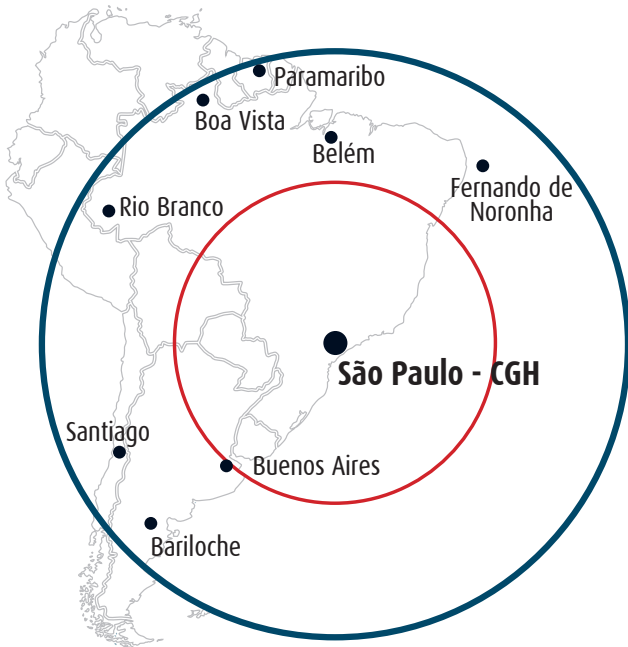 Paramaribo
Boa Vista
Belém
Fernando de
Noronha
Rio Branco
São Paulo - CGH
Santiago
Buenos Aires
Bariloche